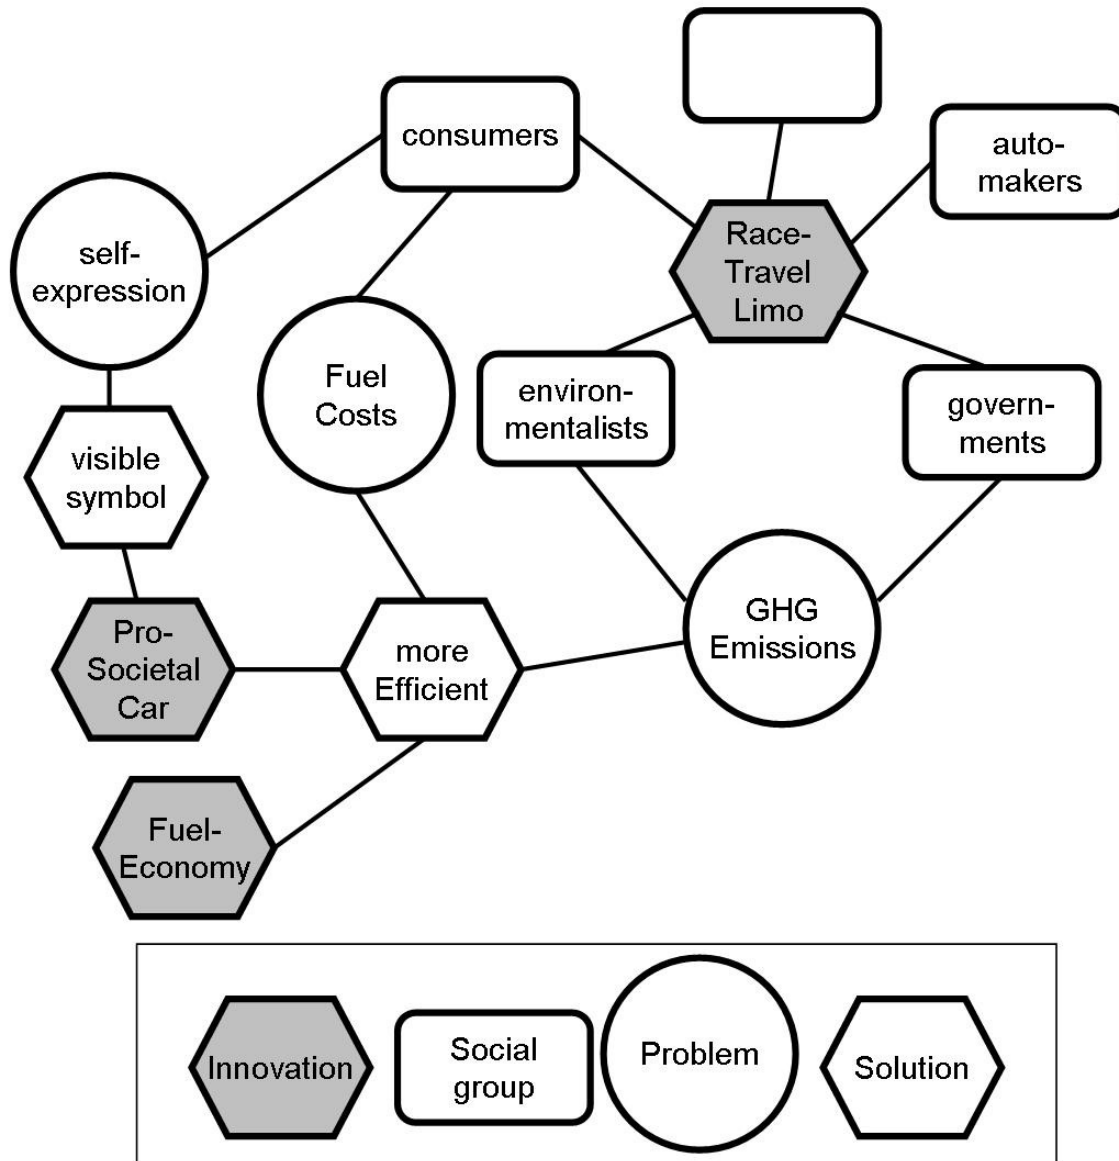 consumers
auto-
makers
self-
expression
Race-
Travel
Limo
Fuel
Costs
environ-
mentalists
govern-
ments
visible
symbol
Pro-
Societal
Car
more
Efficient
GHG
Emissions
Fuel-
Economy
Innovation
Social
group
Problem
Solution